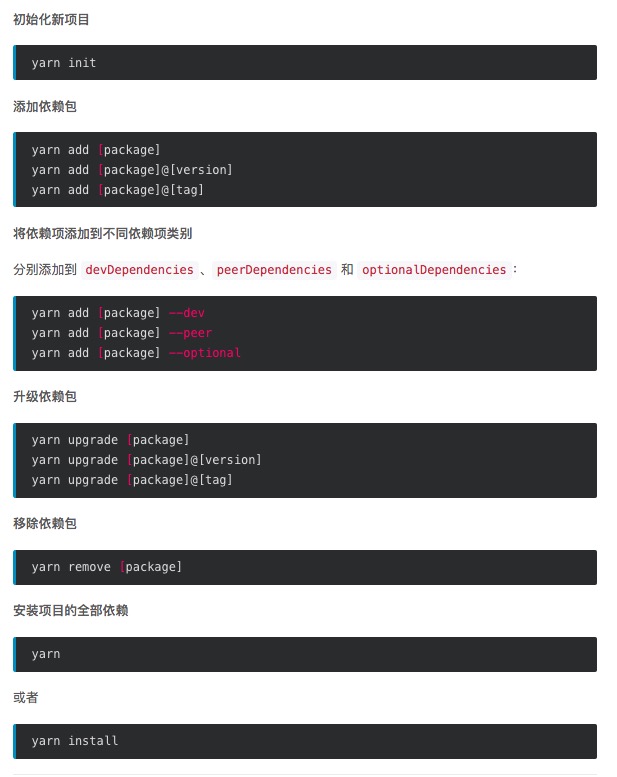 初始化新项目
yarn init
添加依赖包
yarn add [package]
yarn add [package]@[version]
yarn add [package]@[tag]
将依赖项添加到不同依赖项类别
分别添加到 devDependencies 、peerDependencies 和 optionalDependencies：
yarn add [package] --dev
yarn add [package] --peer
yarn add [package] --optional
升级依赖包
yarn upgrade [package]
yarn upgrade [package]@[version]
yarn upgrade [package]@[tag]
移除依赖包
yarn remove [package]
安装项目的全部依赖
yarn
或者
yarn install